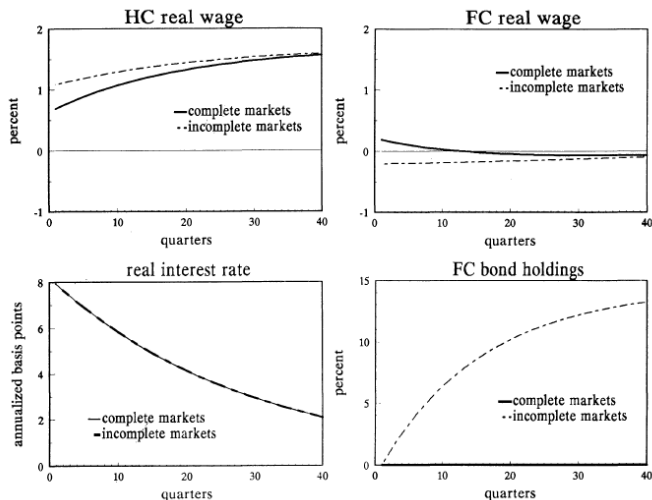 HC real wage
2
1
0
-1
percent
complete markets
incomplete markets
0
10
20
30
40
quarters
FC real wage
2
1
0
-1
percent
complete markets
incomplete markets
0
10
20
30
40
quarters
real interest rate
8
6
4
2
0
annualized basis points
complete markets
incomplete markets
0
10
20
30
40
quarters
FC bond holdings
15
10
5
0
percent
complete markets
incomplete markets
0
10
20
30
40
quarters